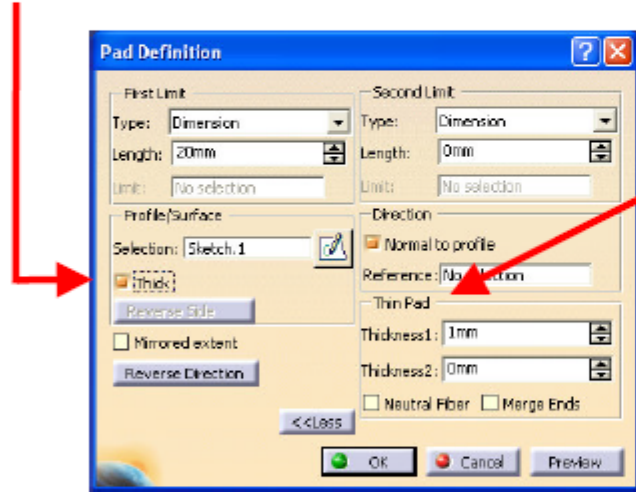 Pad Definition
First Limit
Type: Dimension
Length: 20mm
Limit: No selection
Profile/Surface
Selection: Sketch.1
Thick
Reverse Side
Mirrored extent
Reverse Direction
<<Less
Second Limit
Type: Dimension
Length: 0mm
Limit: No selection
Direction
Normal to profile
Reference: No selection
Thin Pad
Thickness1: 1mm
Thickness2: 0mm
Neutral Fiber Merge Ends
OK Cancel Preview